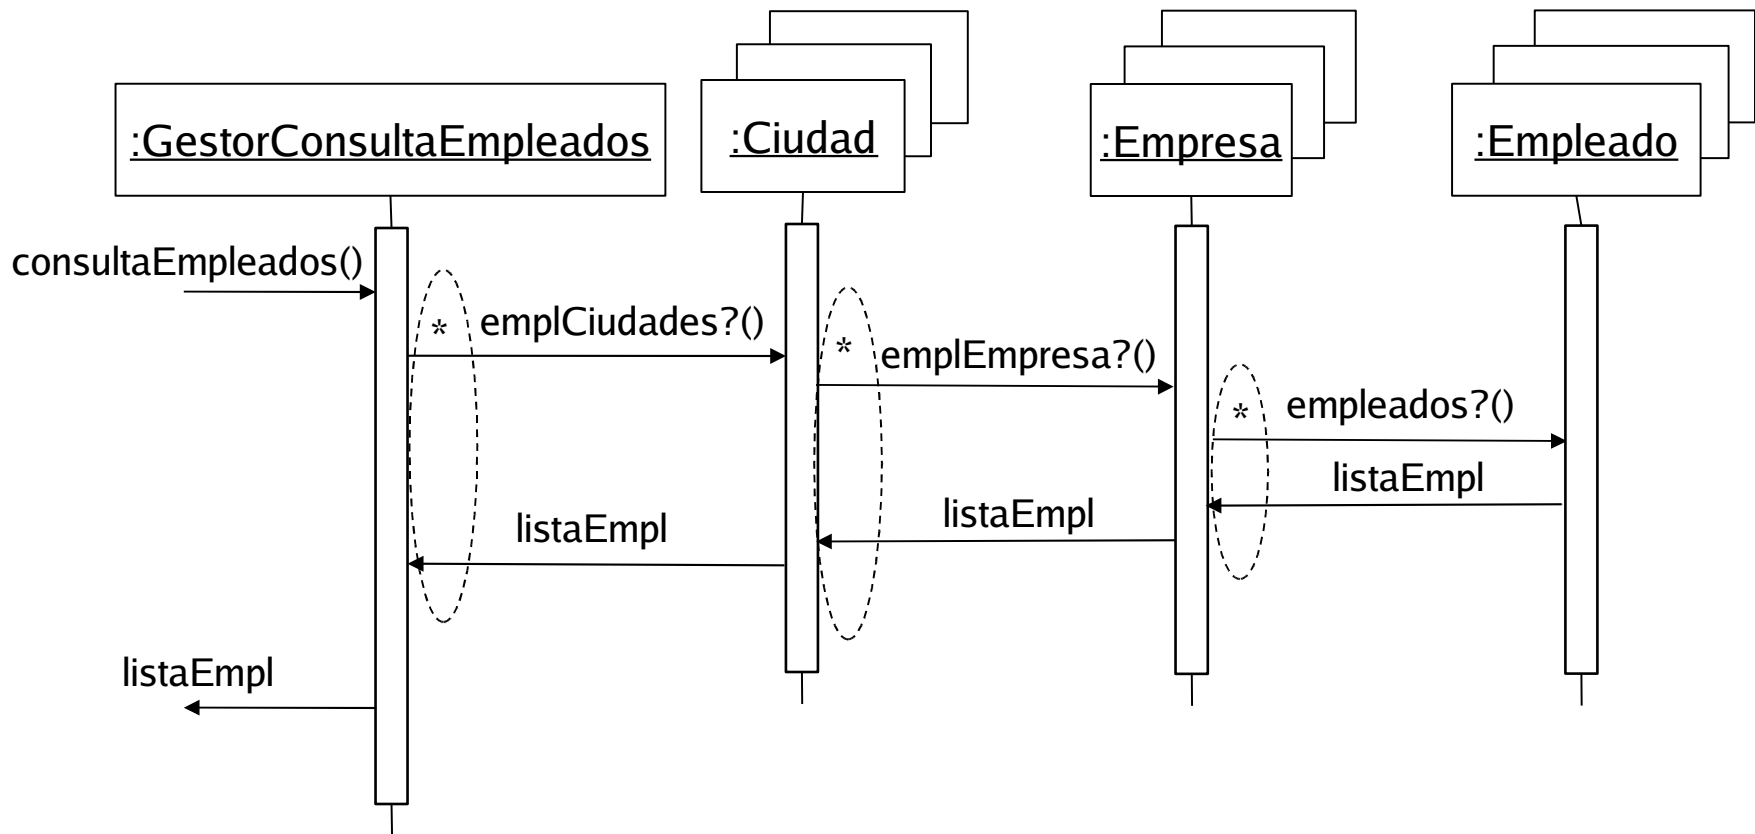 :GestorConsultaEmpleados
:Ciudad
:Empresa
:Empleado
consultaEmpleados()
* emplCiudades?()
* emplEmpresa?()
* empleados?()
listaEmpl
listaEmpl
listaEmpl
listaEmpl